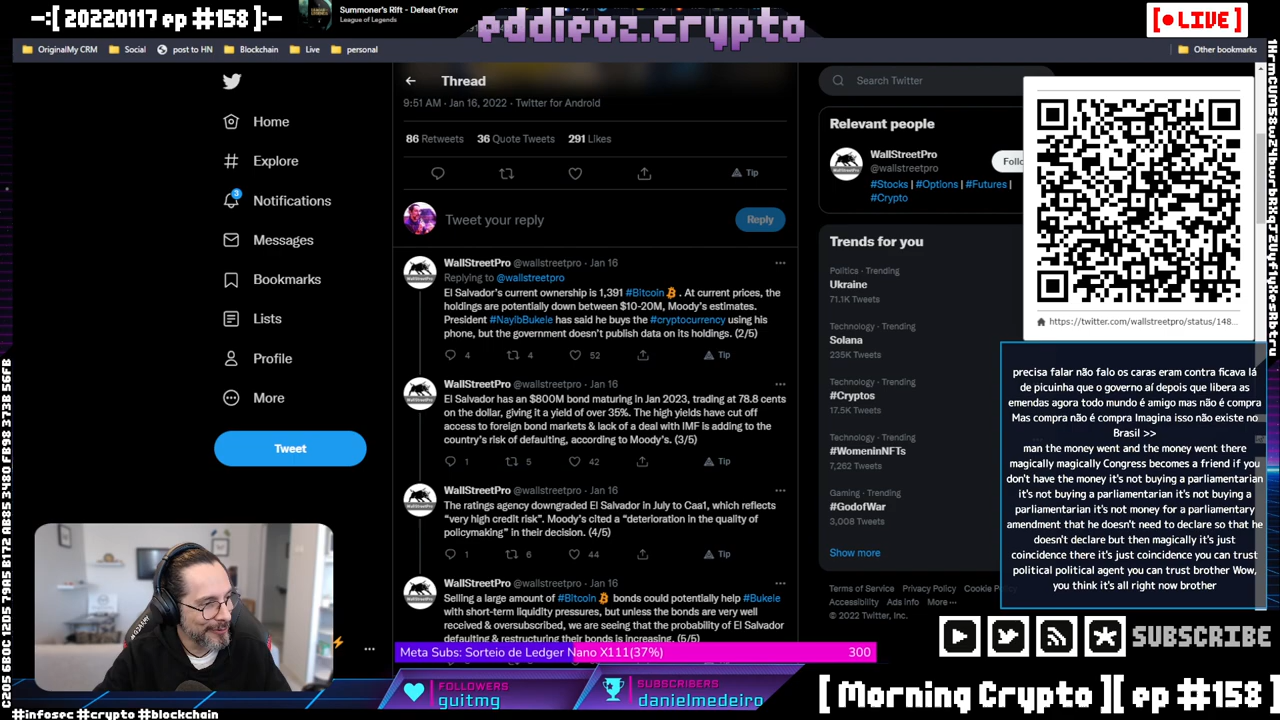 -:[ 20220117 ep #158 ]:-
Summoner's Rift - Defeat (From
League of Legends
eddieoz.crypto
[● LIVE]
OriginalMy CRM
Social
post to HN
Blockchain
Live
personal
Other bookmarks
Thread
9:51 AM · Jan 16, 2022 · Twitter for Android
86 Retweets 36 Quote Tweets 291 Likes
Tip
Tweet your reply
Reply
Home
Explore
3
Notifications
Messages
Bookmarks
Lists
Profile
More
Tweet
WallStreetPro @wallstreetpro · Jan 16
Replying to @wallstreetpro
El Salvador's current ownership is 1,391 #Bitcoin . At current prices, the
holdings are potentially down between $10-20M, Moody's estimates.
President #NayibBukele has said he buys the #cryptocurrency using his
phone, but the government doesn't publish data on its holdings. (2/5)
4 4 52 Tip
WallStreetPro @wallstreetpro · Jan 16
El Salvador has an $800M bond maturing in Jan 2023, trading at 78.8 cents
on the dollar, giving it a yield of over 35%. The high yields have cut off
access to foreign bond markets & lack of a deal with IMF is adding to the
country's risk of defaulting, according to Moody's. (3/5)
1 5 42 Tip
WallStreetPro @wallstreetpro · Jan 16
The ratings agency downgraded El Salvador in July to Caa1, which reflects
"very high credit risk". Moody's cited a "deterioration in the quality of
policymaking" in their decision. (4/5)
1 6 44 Tip
WallStreetPro @wallstreetpro · Jan 16
Selling a large amount of #Bitcoin bonds could potentially help #Bukele
with short-term liquidity pressures, but unless the bonds are very well
received & oversubscribed, we are seeing that the probability of El Salvador
defaulting & restructuring their bonds is increasing. (5/5)
Search Twitter
Relevant people
WallStreetPro
@wallstreetpro
#Stocks | #Options | #Futures |
#Crypto
Trends for you
Politics · Trending
Ukraine
71.1K Tweets
Technology · Trending
Solana
235K Tweets
Technology · Trending
#Cryptos
17.5K Tweets
Technology · Trending
#WomeninNFTs
7,262 Tweets
Gaming · Trending
#GodofWar
3,008 Tweets
Show more
Terms of Service Privacy Policy
Accessibility Ads info More
© 2022 Twitter, Inc.
https://twitter.com/wallstreetpro/status/148...
precisa falar não falo os caras eram contra ficava lá
de picuinha que o governo aí depois que libera as
emendas agora todo mundo é amigo mas não é compra
Mas compra não é compra Imagina isso não existe no
Brasil >>
man the money went and the money went there
magically magically Congress becomes a friend if you
don't have the money it's not buying a parliamentarian
it's not buying a parliamentarian it's not buying a
parliamentarian it's not money for a parliamentary
amendment that he doesn't need to declare so that he
doesn't declare but then magically it's just
coincidence there it's just coincidence you can trust
political political agent you can trust brother Wow,
you think it's all right now brother
SUBSCRIBE
Meta Subs: Sorteio de Ledger Nano X111(37%)
300
FOLLOWERS
guitmg
SUBSCRIBERS
danielmedeiro
[ Morning Crypto ][ ep #158 ]
#infosec #crypto #blockchain